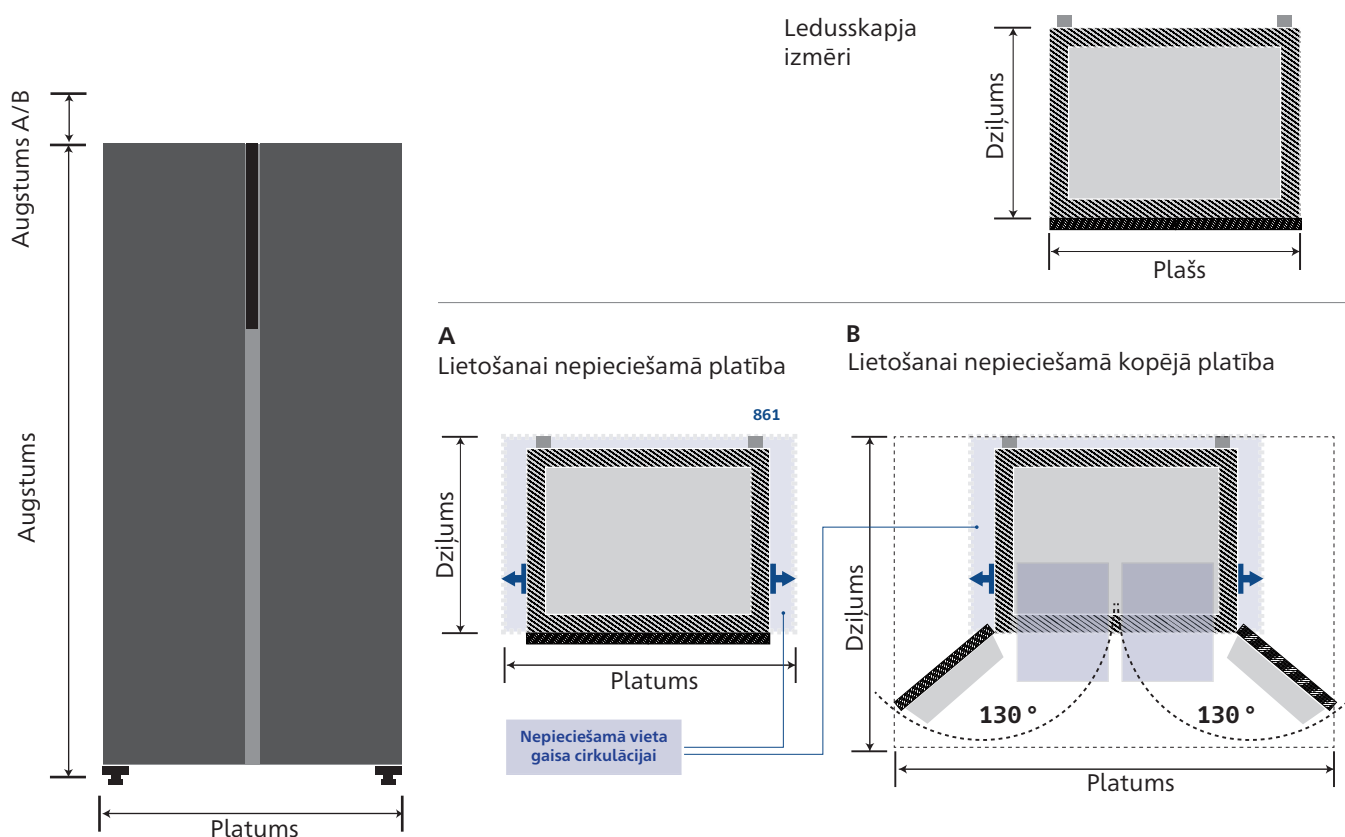 Ledusskapja
izmēri
Dziļums
Plašs
Augstums A/B
Augstums
Platums
A
Lietošanai nepieciešamā platība
861
Dziļums
Platums
Nepieciešamā vieta
gaisa cirkulācijai
B
Lietošanai nepieciešamā kopējā platība
Dziļums
130°
130°
Platums